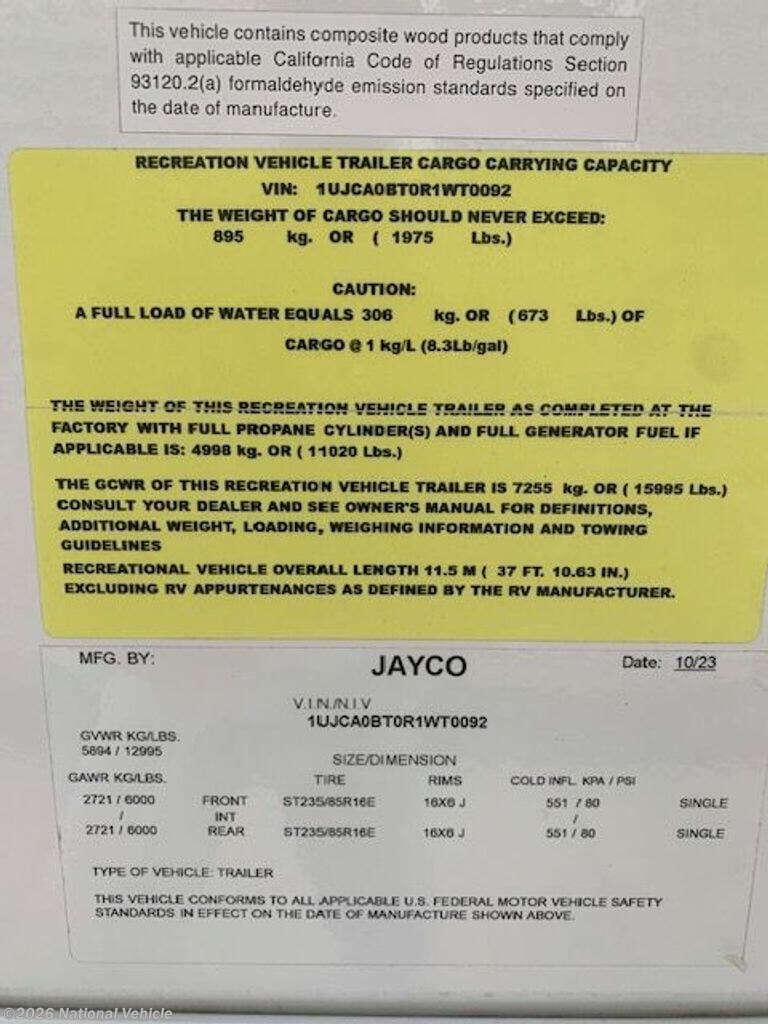 This vehicle contains composite wood products that comply
with applicable California Code of Regulations Section
93120.2(a) formaldehyde emission standards specified on
the date of manufacture.
RECREATION VEHICLE TRAILER CARGO CARRYING CAPACITY
VIN: 1UJCA0BT0R1WT0092
THE WEIGHT OF CARGO SHOULD NEVER EXCEED:
895 kg. OR ( 1975 Lbs.)
CAUTION:
A FULL LOAD OF WATER EQUALS 306 kg. OR (673 Lbs.) OF
CARGO @ 1 kg/L (8.3Lb/gal)
THE WEIGHT OF THIS RECREATION VEHICLE TRAILER AS COMPLETED AT THE
FACTORY WITH FULL PROPANE CYLINDER(S) AND FULL GENERATOR FUEL IF
APPLICABLE IS: 4998 kg. OR ( 11020 Lbs.)
THE GCWR OF THIS RECREATION VEHICLE TRAILER IS 7255 kg. OR ( 15995 Lbs.)
CONSULT YOUR DEALER AND SEE OWNER'S MANUAL FOR DEFINITIONS,
ADDITIONAL WEIGHT, LOADING, WEIGHING INFORMATION AND TOWING
GUIDELINES
RECREATIONAL VEHICLE OVERALL LENGTH 11.5 M ( 37 FT. 10.63 IN.)
EXCLUDING RV APPURTENANCES AS DEFINED BY THE RV MANUFACTURER.
MFG. BY: JAYCO Date: 10/23
V.I.N./N.I.V
1UJCA0BT0R1WT0092
GVWR KG/LBS.
5894 / 12995
SIZE/DIMENSION
GAWR KG/LBS. TIRE RIMS COLD INFL. KPA / PSI
2721 / 6000 FRONT ST235/85R16E 16X6 J 551 / 80 SINGLE
/ INT /
2721 / 6000 REAR ST235/85R16E 16X6 J 551 / 80 SINGLE
TYPE OF VEHICLE: TRAILER
THIS VEHICLE CONFORMS TO ALL APPLICABLE U.S. FEDERAL MOTOR VEHICLE SAFETY
STANDARDS IN EFFECT ON THE DATE OF MANUFACTURE SHOWN ABOVE.
©2026 National Vehicle